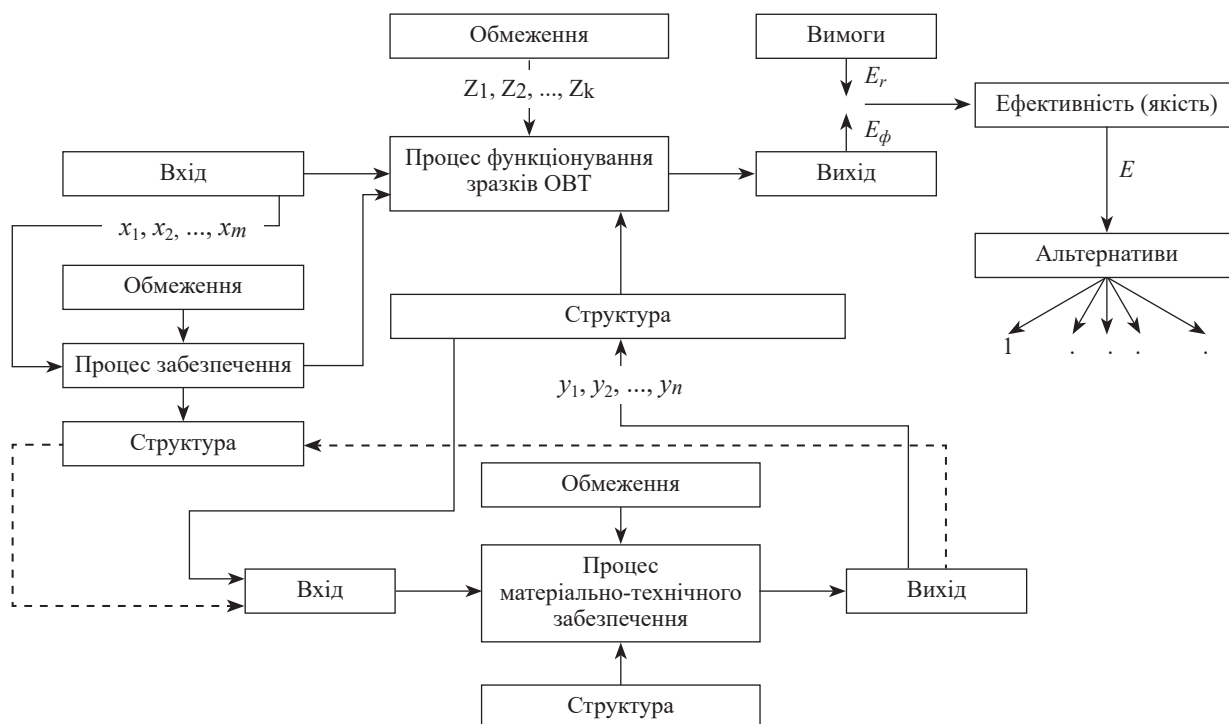 Обмеження
Вимоги
Z1, Z2, ..., Zk
Er
Ефективність (якість)
Eф
Вхід
Процес функціонування
зразків ОВТ
Вихід
E
x1, x2, ..., xm
Альтернативи
Обмеження
Структура
1 . . . .
Процес забезпечення
y1, y2, ..., yn
Структура
Обмеження
Вхід
Процес
матеріально-технічного
забезпечення
Вихід
Структура